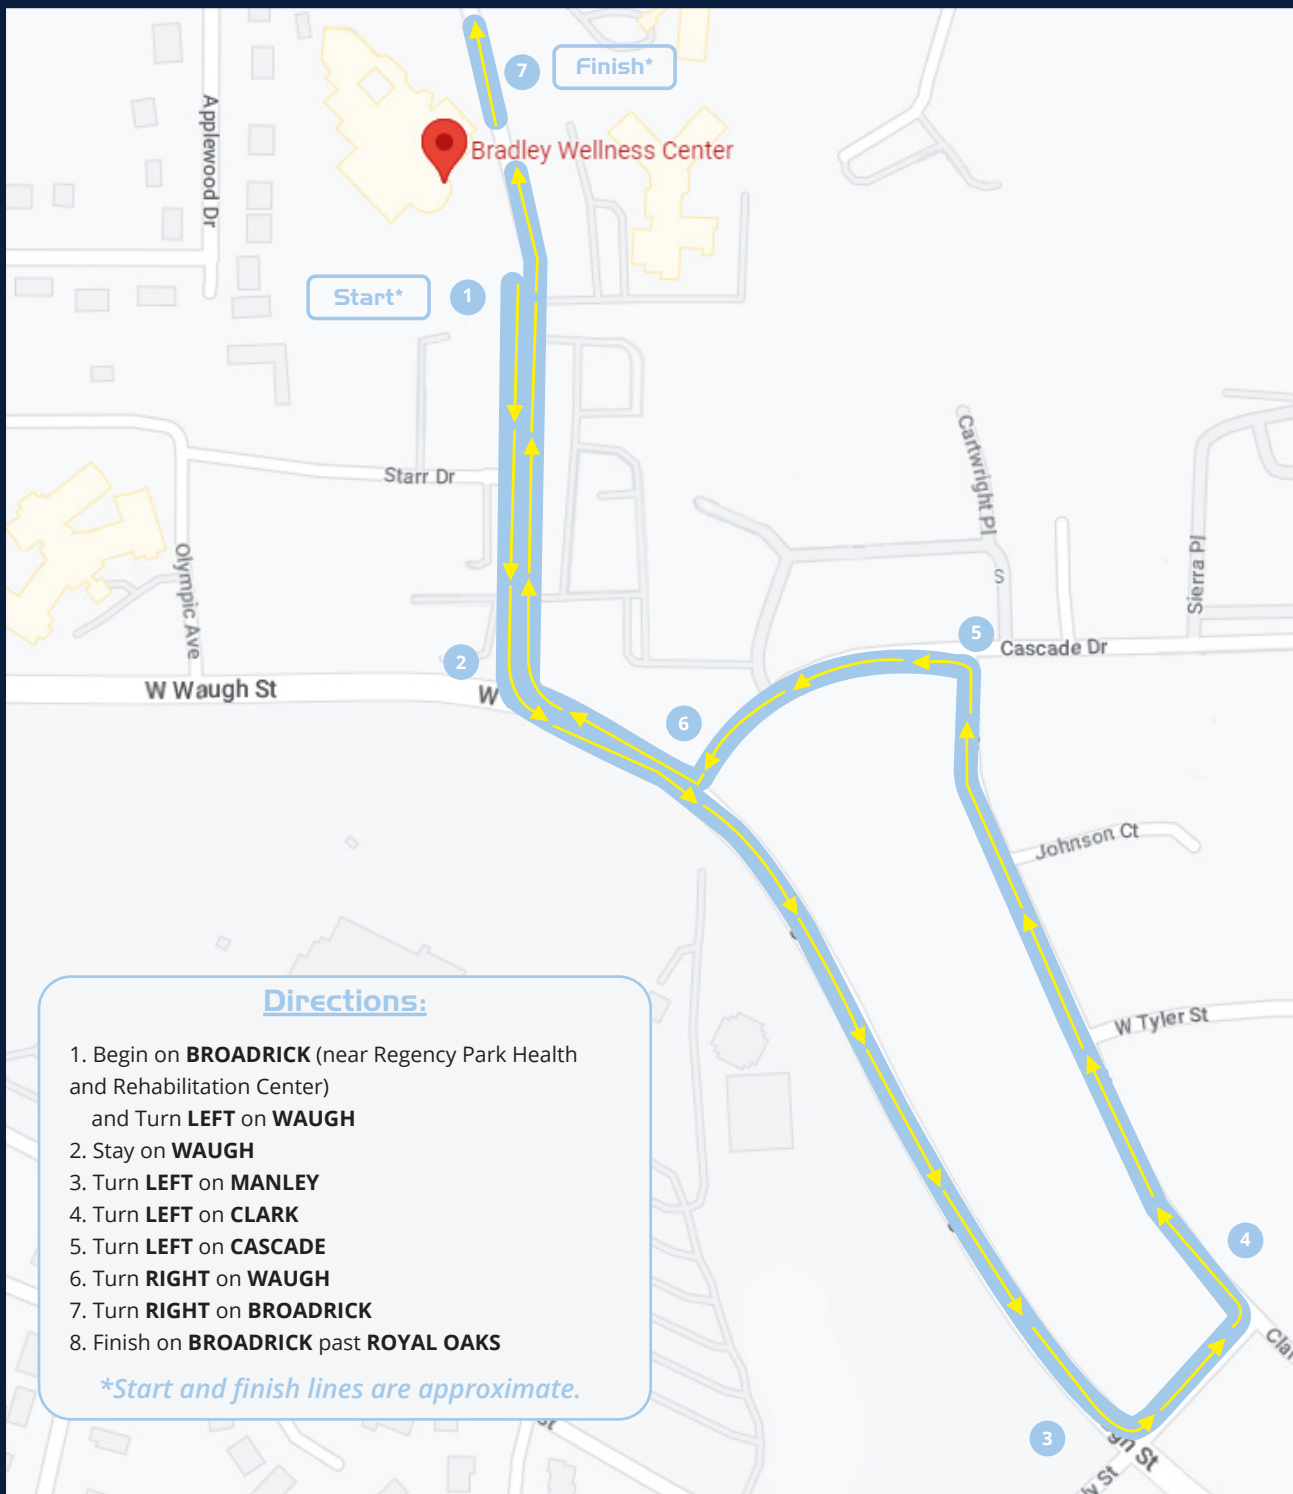 7
Finish*
Applewood Dr
Bradley Wellness Center
Start*
1
Cartwright Pl
Starr Dr
Sierra Pl
Olympic Ave
S
5
Cascade Dr
2
W Waugh St
W
6
Johnson Ct
W Tyler St
Directions:
1. Begin on BROADRICK (near Regency Park Health
and Rehabilitation Center)
and Turn LEFT on WAUGH
2. Stay on WAUGH
3. Turn LEFT on MANLEY
4. Turn LEFT on CLARK
5. Turn LEFT on CASCADE
6. Turn RIGHT on WAUGH
7. Turn RIGHT on BROADRICK
8. Finish on BROADRICK past ROYAL OAKS
*Start and finish lines are approximate.
4
3
St
St